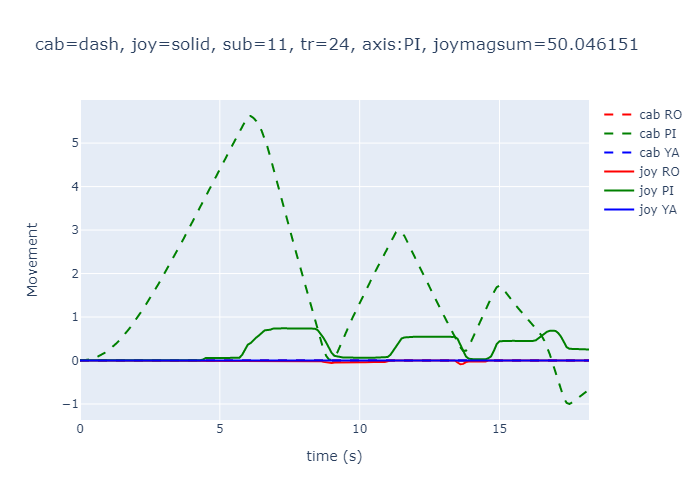 cab=dash, joy=solid, sub=11, tr=24, axis:PI, joymagsum=50.046151
cab RO
cab PI
cab YA
joy RO
joy PI
joy YA
Movement
5
4
3
2
1
0
−1
0
5
10
15
time (s)